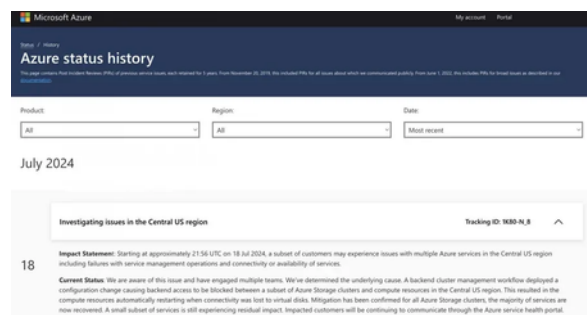 Microsoft Azure
My account Portal
Status / History
Azure status history
This page contains Post Incident Reviews (PIRs) of previous service issues, each retained for 5 years. From November 20, 2019, this included PIRs for all issues about which we communicated publicly. From June 1, 2022, this includes PIRs for broad issues as described in our
documentation.
Product: Region: Date:
All All Most recent
July 2024
Investigating issues in the Central US region Tracking ID: 1K80-N_8
18
Impact Statement: Starting at approximately 21:56 UTC on 18 Jul 2024, a subset of customers may experience issues with multiple Azure services in the Central US region
including failures with service management operations and connectivity or availability of services.
Current Status: We are aware of this issue and have engaged multiple teams. We've determined the underlying cause. A backend cluster management workflow deployed a
configuration change causing backend access to be blocked between a subset of Azure Storage clusters and compute resources in the Central US region. This resulted in the
compute resources automatically restarting when connectivity was lost to virtual disks. Mitigation has been confirmed for all Azure Storage clusters, the majority of services are
now recovered. A small subset of services is still experiencing residual impact. Impacted customers will be continuing to communicate through the Azure service health portal.